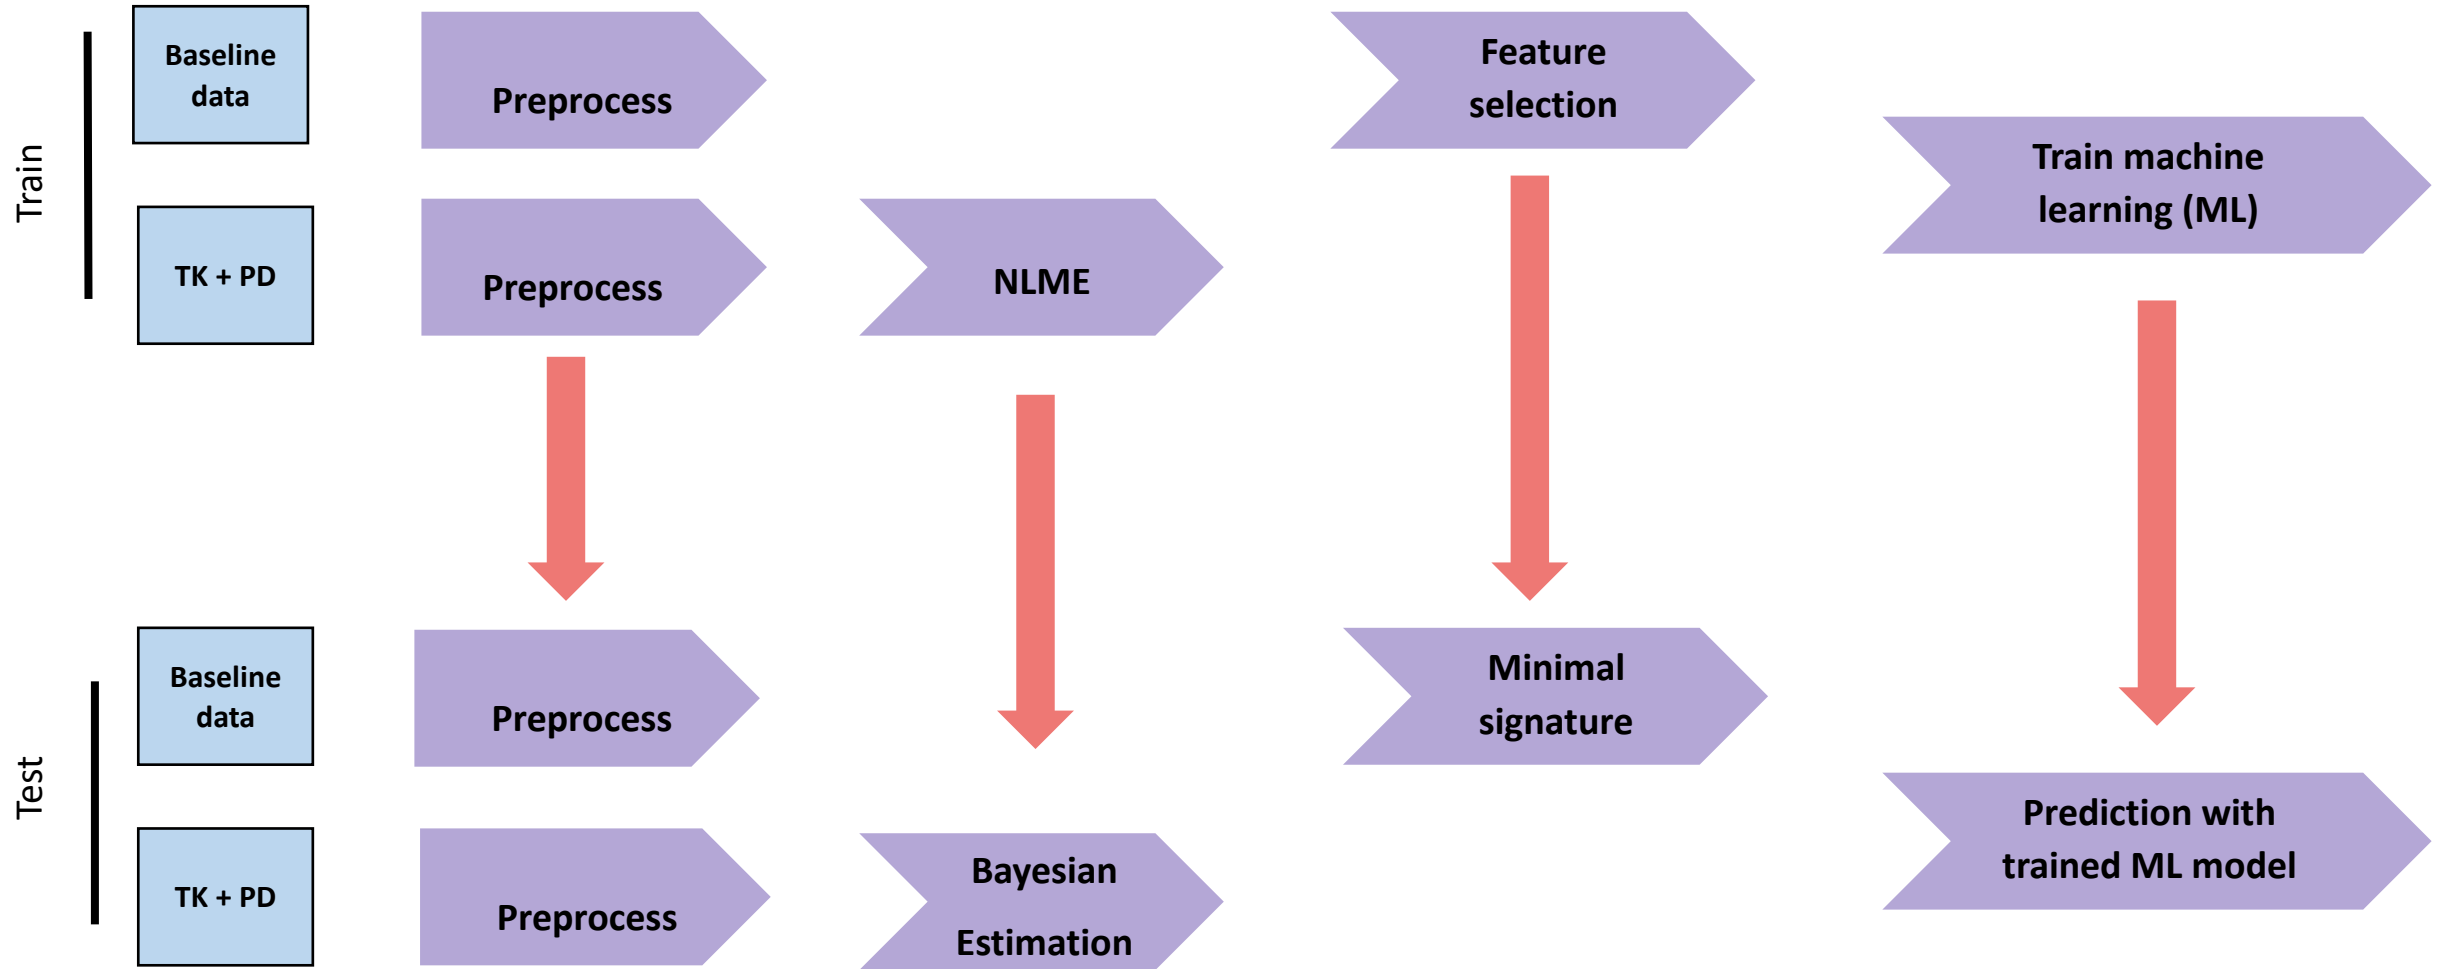 Train
Baseline
data
Preprocess
Feature
selection
Train machine
learning (ML)
TK + PD
Preprocess
NLME
Test
Baseline
data
Preprocess
Minimal
signature
TK + PD
Preprocess
Bayesian
Estimation
Prediction with
trained ML model